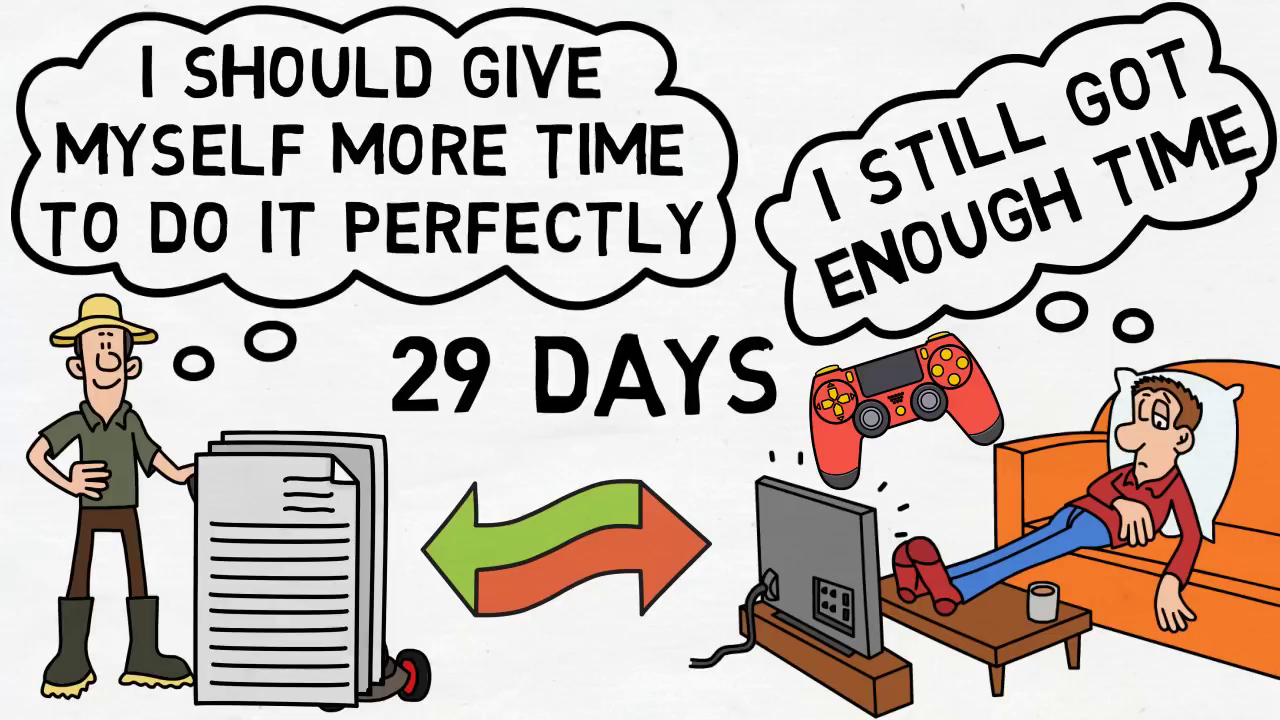 I SHOULD GIVE
MYSELF MORE TIME
TO DO IT PERFECTLY
I STILL GOT
ENOUGH TIME
29 DAYS